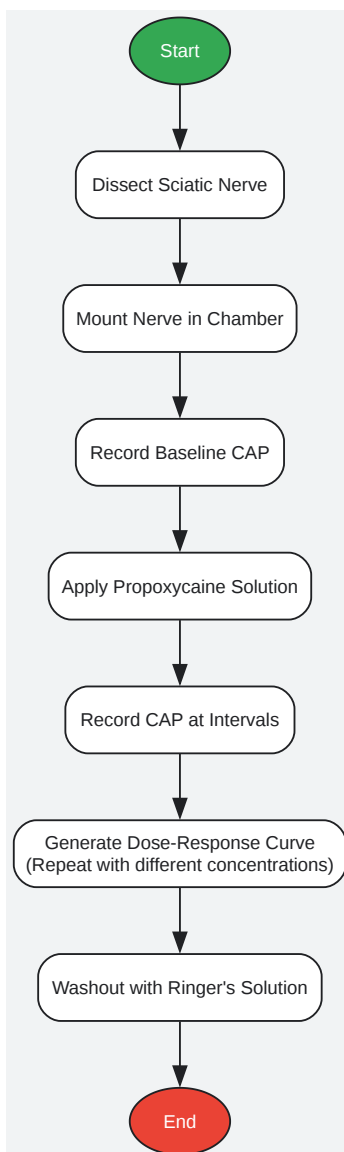 Start
Dissect Sciatic Nerve
Mount Nerve in Chamber
Record Baseline CAP
Apply Propoxycaine Solution
Record CAP at Intervals
Generate Dose-Response Curve
(Repeat with different concentrations)
Washout with Ringer's Solution
End